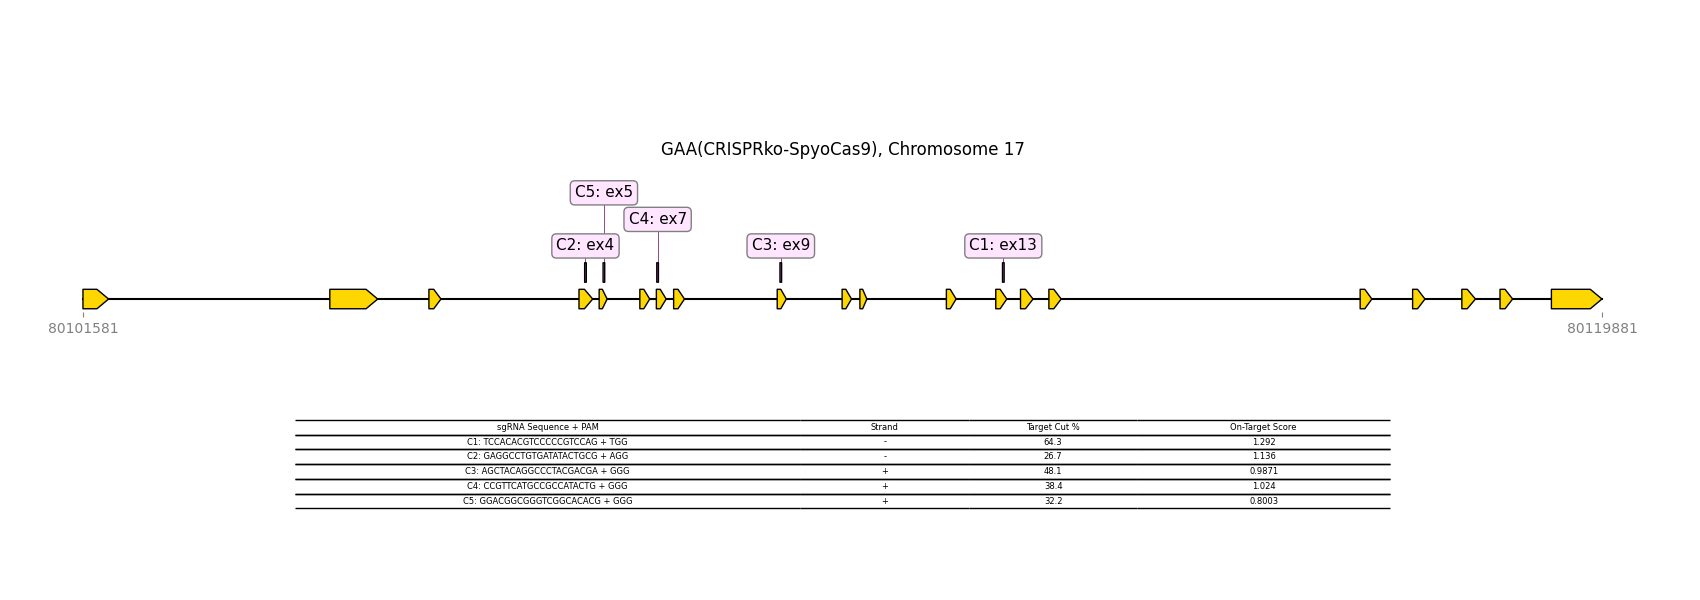 GAA(CRISPRko-SpyoCas9), Chromosome 17
C5: ex5
C4: ex7
C2: ex4
C3: ex9
C1: ex13
80101581
80119881
sgRNA Sequence + PAM Strand Target Cut % On-Target Score
C1: TCCACACGTCCCCCGTCCAG + TGG - 64.3 1.292
C2: GAGGCCTGTGATATACTGCG + AGG - 26.7 1.136
C3: AGCTACAGGCCCTACGACGA + GGG + 48.1 0.9871
C4: CCGTTCATGCCGCCATACTG + GGG + 38.4 1.024
C5: GGACGGCGGGTCGGCACACG + GGG + 32.2 0.8003